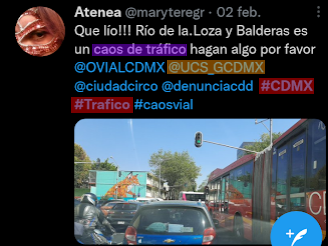 Atenea @maryteregr · 02 feb.
Que lío!!! Río de la.Loza y Balderas es
un caos de tráfico hagan algo por favor
@OVIALCDMX @UCS_GCDMX
@ciudadcirco @denunciacdd #CDMX
#Trafico #caosvial